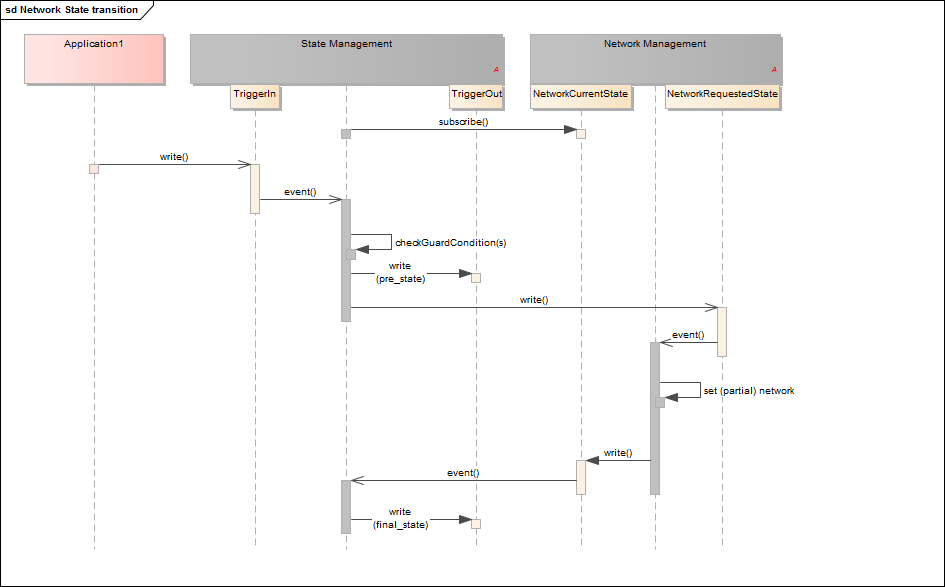 sd Network State transition
Application1
State Management
Network Management
A
A
TriggerIn
TriggerOut
NetworkCurrentState
NetworkRequestedState
subscribe()
write()
event()
checkGuardCondition(s)
write
(pre_state)
write()
event()
set (partial) network
write()
event()
write
(final_state)